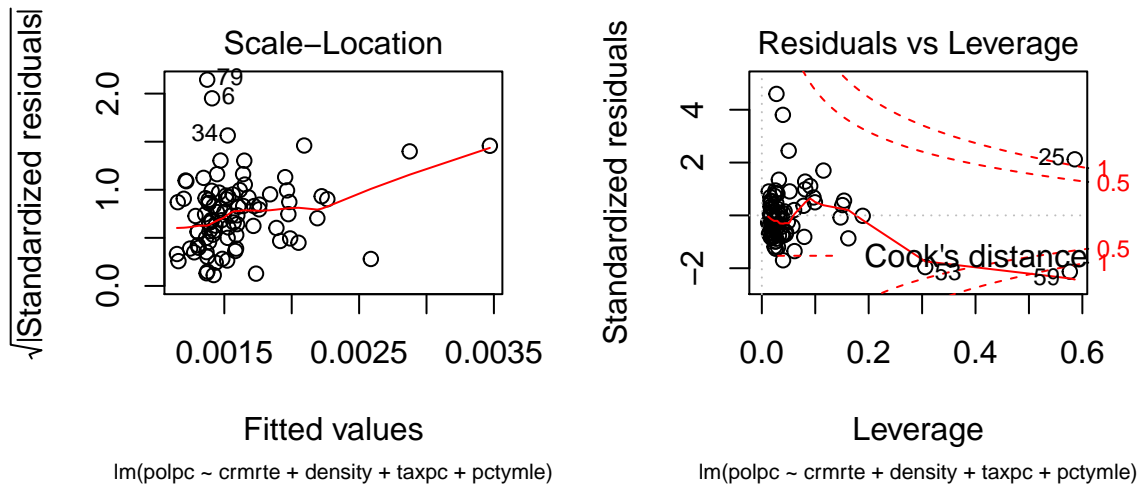 Scale−Location
√|Standardized residuals|
0.0
1.0
2.0
79
6
34
0.0015
0.0025
0.0035
Fitted values
lm(polpc ~ crmrte + density + taxpc + pctymle)
Residuals vs Leverage
Standardized residuals
−2
0
2
4
25
1
0.5
0.5
1
Cook's distance
53
59
0.0
0.2
0.4
0.6
Leverage
lm(polpc ~ crmrte + density + taxpc + pctymle)